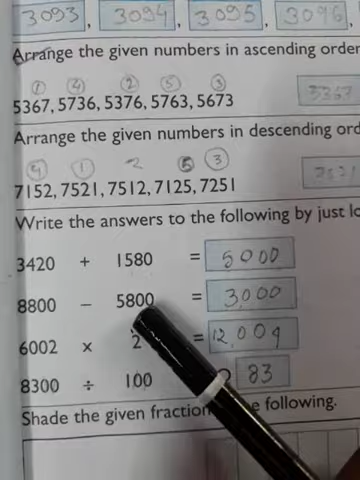 3093, 3094, 3095, 3096
Arrange the given numbers in ascending order
① ④ ② ⑤ ③
5367, 5736, 5376, 5763, 5673
Arrange the given numbers in descending ord
④ ① 2 ⑤ ③
7152, 7521, 7512, 7125, 7251
Write the answers to the following by just lo
3420 + 1580 = 5000
8800 − 5800 = 3000
6002 × 2 = 12,004
8300 ÷ 100 83
Shade the given fraction following.